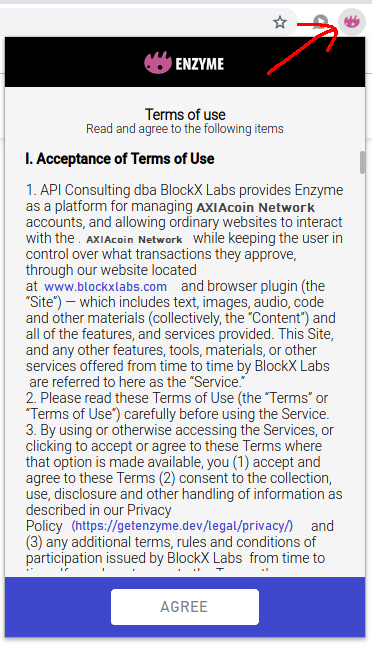 ENZYME
Terms of use
Read and agree to the following items
I. Acceptance of Terms of Use
1. API Consulting dba BlockX Labs provides Enzyme
as a platform for managing AXIAcoin Network
accounts, and allowing ordinary websites to interact
with the . AXIAcoin Network while keeping the user in
control over what transactions they approve,
through our website located
at www.blockxlabs.com and browser plugin (the
“Site”) — which includes text, images, audio, code
and other materials (collectively, the “Content”) and
all of the features, and services provided. This Site,
and any other features, tools, materials, or other
services offered from time to time by BlockX Labs
are referred to here as the “Service.”
2. Please read these Terms of Use (the “Terms” or
“Terms of Use”) carefully before using the Service.
3. By using or otherwise accessing the Services, or
clicking to accept or agree to these Terms where
that option is made available, you (1) accept and
agree to these Terms (2) consent to the collection,
use, disclosure and other handling of information as
described in our Privacy
Policy (https://getenzyme.dev/legal/privacy/) and
(3) any additional terms, rules and conditions of
participation issued by BlockX Labs from time to
AGREE